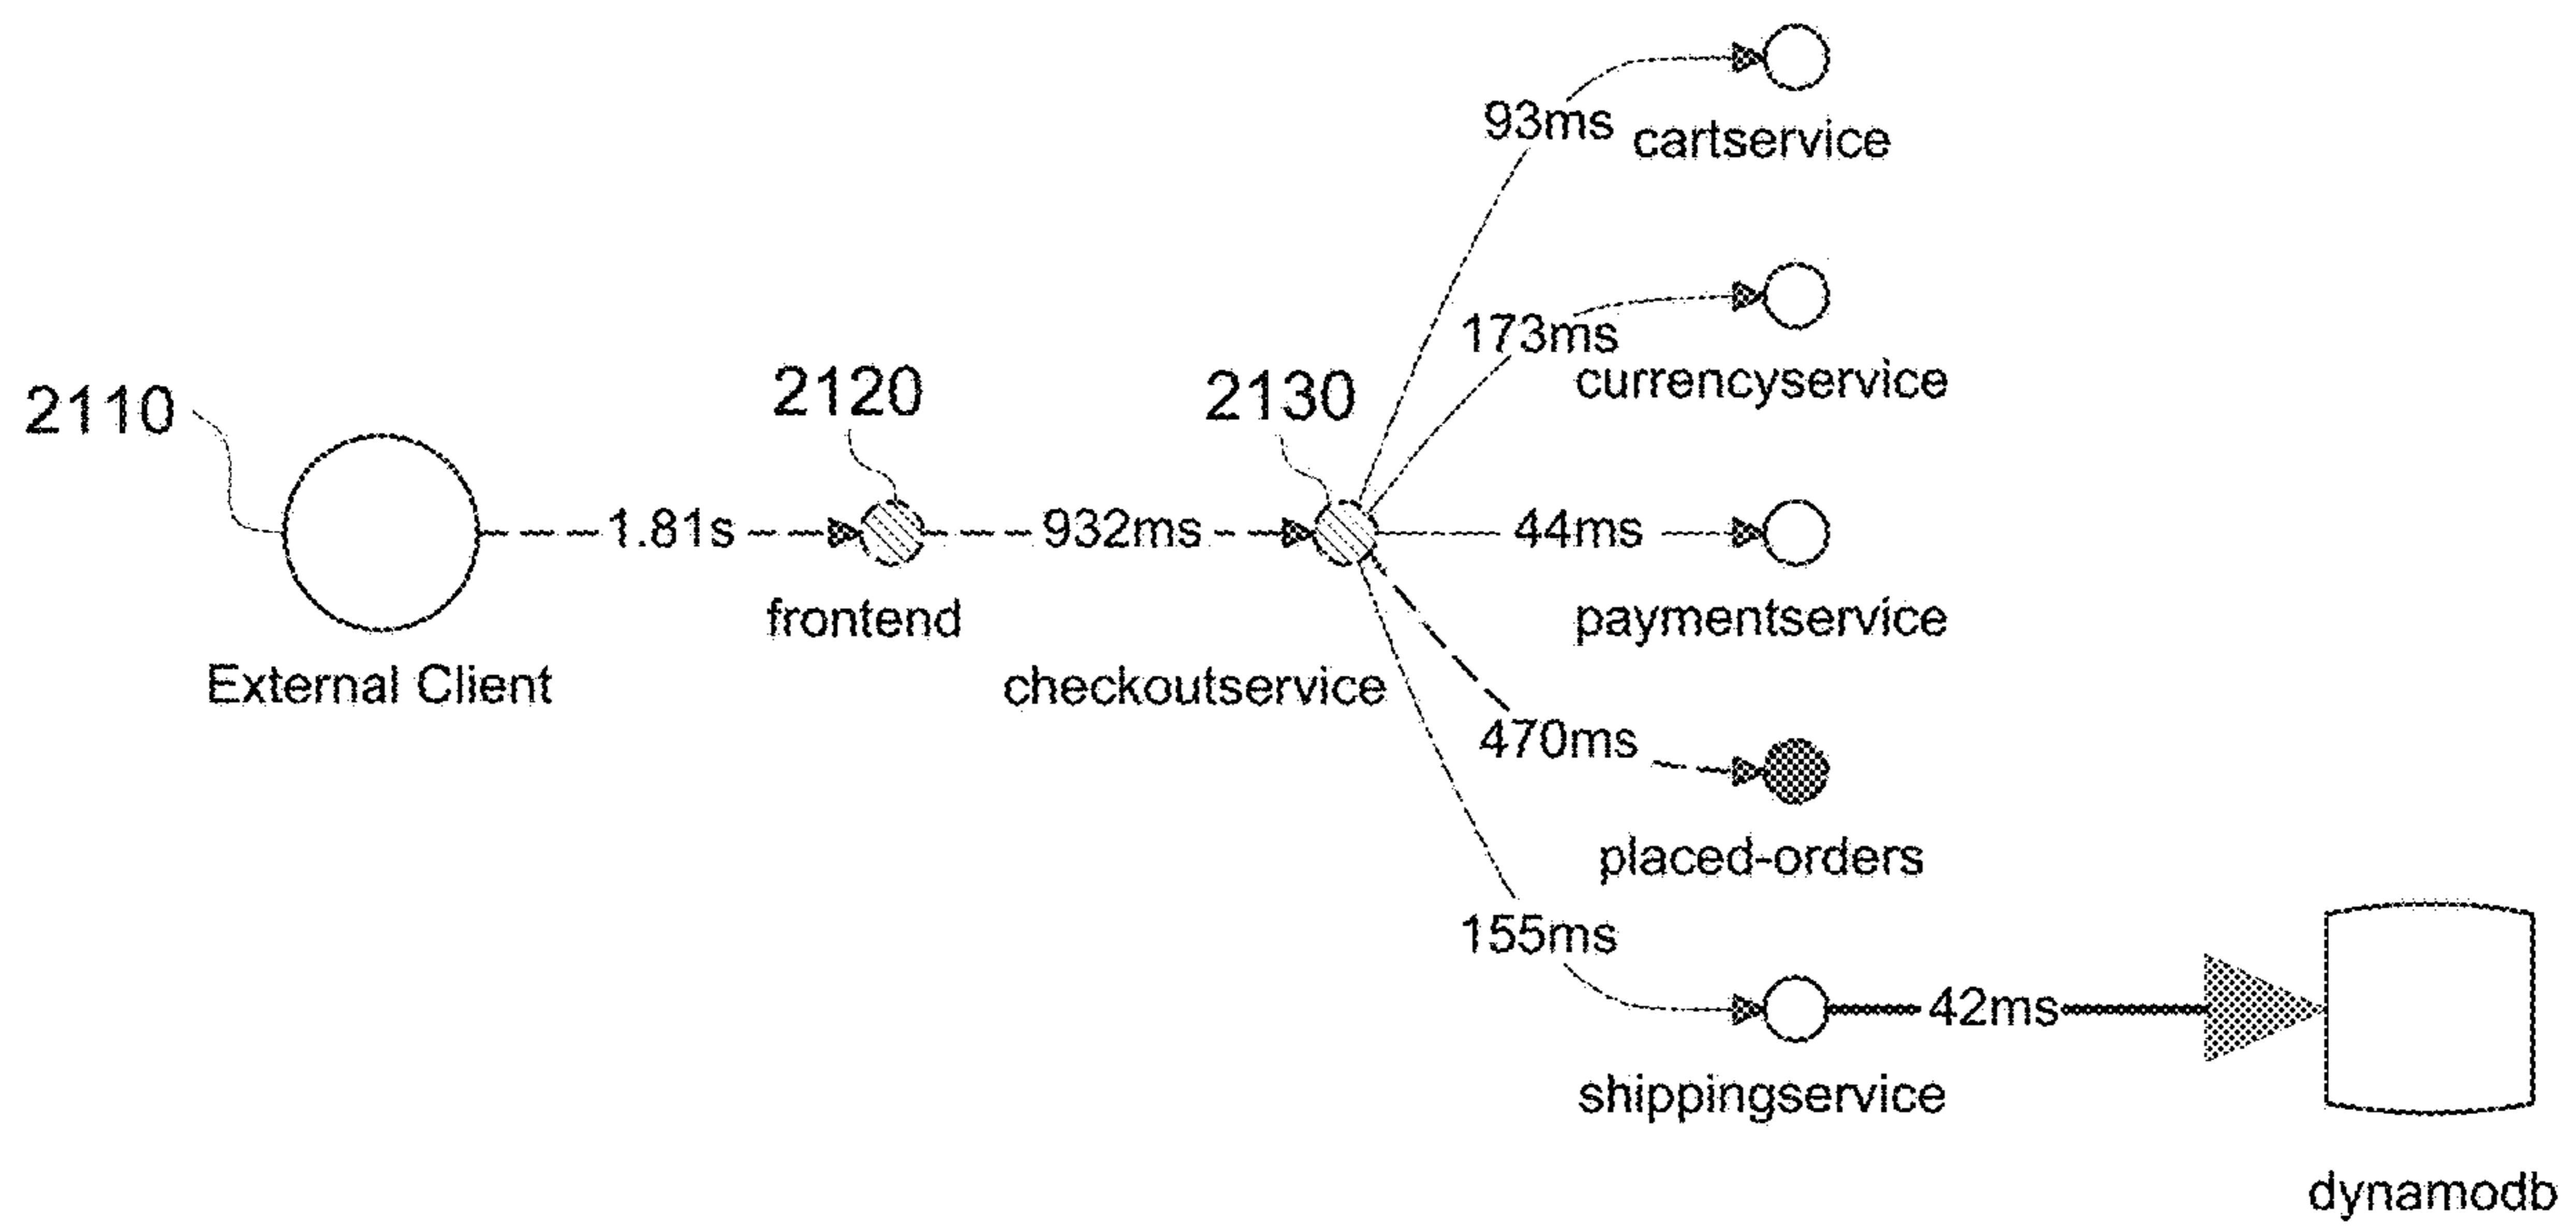 93ms
cartservice
173ms
currencyservice
2110
2120
2130
1.81s
932ms
44ms
frontend
paymentservice
External Client
checkoutservice
470ms
placed-orders
155ms
42ms
shippingservice
dynamodb